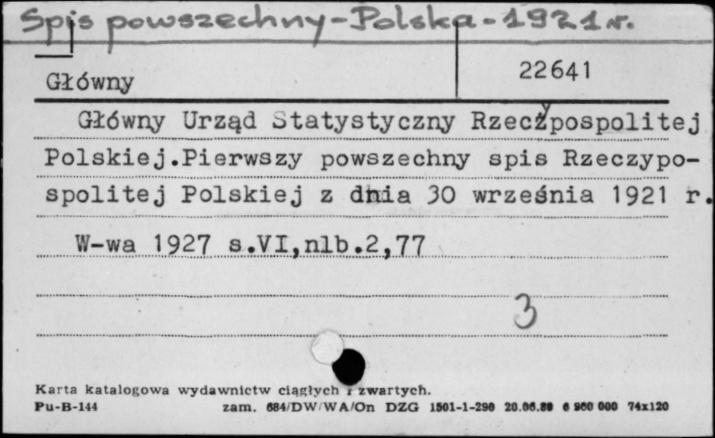 Spis powszechny-Polska-1921 r.
Główny
22641
Główny Urząd Statystyczny Rzeczypospolitej
Polskiej.Pierwszy powszechny spis Rzeczypo-
spolitej Polskiej z dnia 30 września 1921 r.
W-wa 1927 s.VI,nlb.2,77
3
Karta katalogowa wydawnictw ciągłych i zwartych.
Pu-B-144 zam. 684/DW/WA/On DZG 1501-1-290 20.06.80 6 960 000 74x120